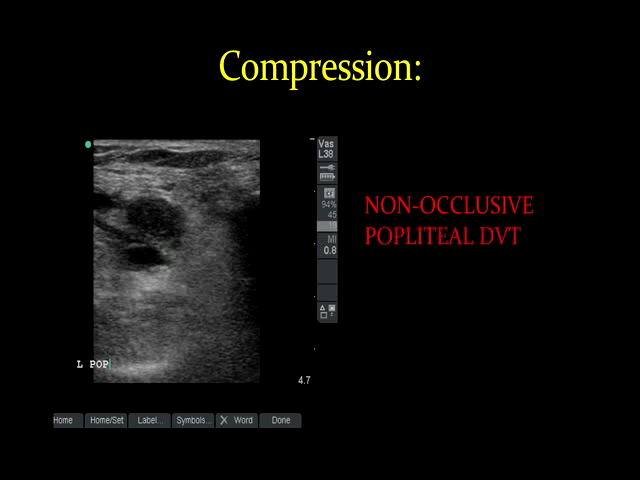 Compression:
Vas
L38
94%
45
MI
0.8
NON-OCCLUSIVE
POPLITEAL DVT
L POP
4.7
Home Home/Set Label... Symbols... X Word Done